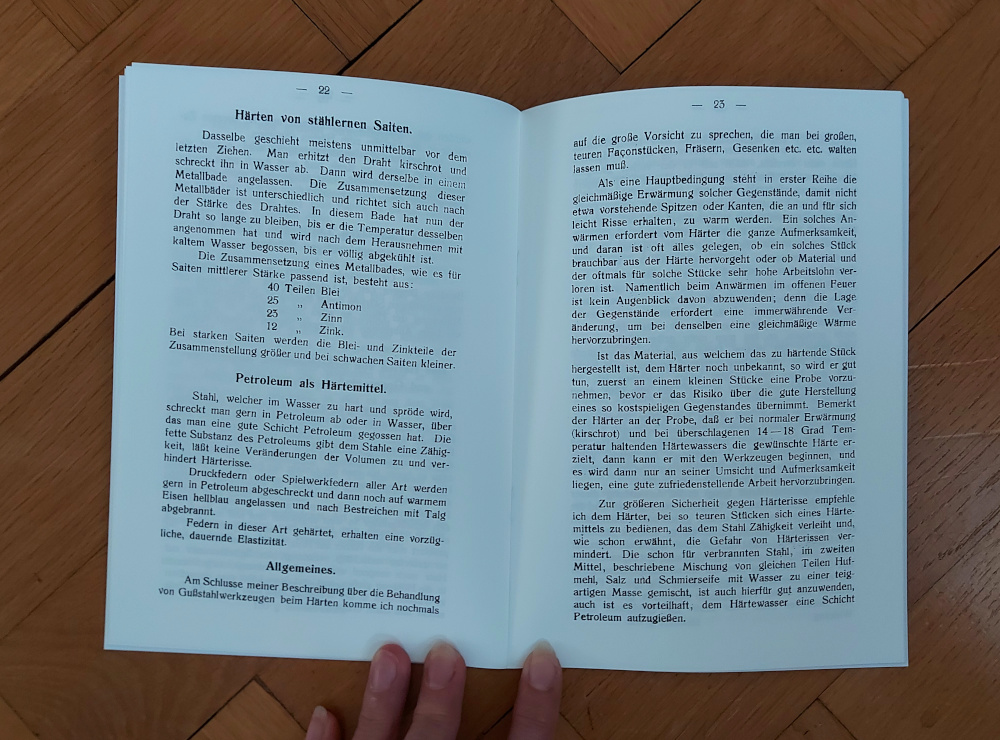 — 22 —
Härten von stählernen Saiten.
Dasselbe geschieht meistens unmittelbar vor dem
letzten Ziehen. Man erhitzt den Draht kirschrot und
schreckt ihn in Wasser ab. Dann wird derselbe in einem
Metallbade angelassen. Die Zusammensetzung dieser
Metallbäder ist unterschiedlich und richtet sich auch nach
der Stärke des Drahtes. In diesem Bade hat nun der
Draht so lange zu bleiben, bis er die Temperatur desselben
angenommen hat und wird nach dem Herausnehmen mit
kaltem Wasser begossen, bis er völlig abgekühlt ist.
Die Zusammensetzung eines Metallbades, wie es für
Saiten mittlerer Stärke passend ist, besteht aus:
40 Teilen Blei
25 „ Antimon
23 „ Zinn
12 „ Zink.
Bei starken Saiten werden die Blei- und Zinkteile der
Zusammenstellung größer und bei schwachen Saiten kleiner.
Petroleum als Härtemittel.
Stahl, welcher im Wasser zu hart und spröde wird,
schreckt man gern in Petroleum ab oder in Wasser, über
das man eine gute Schicht Petroleum gegossen hat. Die
fette Substanz des Petroleums gibt dem Stahle eine Zähig-
keit, läßt keine Veränderungen der Volumen zu und ver-
hindert Härterisse.
Druckfedern oder Spielwerkfedern aller Art werden
gern in Petroleum abgeschreckt und dann noch auf warmem
Eisen hellblau angelassen und nach Bestreichen mit Talg
abgebrannt.
Federn in dieser Art gehärtet, erhalten eine vorzüg-
liche, dauernde Elastizität.
Allgemeines.
Am Schlusse meiner Beschreibung über die Behandlung
von Gußstahlwerkzeugen beim Härten komme ich nochmals
— 23 —
auf die große Vorsicht zu sprechen, die man bei großen,
teuren Façonstücken, Fräsern, Gesenken etc. etc. walten
lassen muß.
Als eine Hauptbedingung steht in erster Reihe die
gleichmäßige Erwärmung solcher Gegenstände, damit nicht
etwa vorstehende Spitzen oder Kanten, die an und für sich
leicht Risse erhalten, zu warm werden. Ein solches An-
wärmen erfordert vom Härter die ganze Aufmerksamkeit,
und daran ist oft alles gelegen, ob ein solches Stück
brauchbar aus der Härte hervorgeht oder ob Material und
der oftmals für solche Stücke sehr hohe Arbeitslohn ver-
loren ist. Namentlich beim Anwärmen im offenen Feuer
ist kein Augenblick davon abzuwenden; denn die Lage
der Gegenstände erfordert eine immerwährende Ver-
änderung, um bei denselben eine gleichmäßige Wärme
hervorzubringen.
Ist das Material, aus welchem das zu härtende Stück
hergestellt ist, dem Härter noch unbekannt, so wird er gut
tun, zuerst an einem kleinen Stücke eine Probe vorzu-
nehmen, bevor er das Risiko über die gute Herstellung
eines so kostspieligen Gegenstandes übernimmt. Bemerkt
der Härter an der Probe, daß er bei normaler Erwärmung
(kirschrot) und bei überschlagenen 14—18 Grad Tem-
peratur haltenden Härtewassers die gewünschte Härte er-
zielt, dann kann er mit den Werkzeugen beginnen, und
es wird dann nur an seiner Umsicht und Aufmerksamkeit
liegen, eine gute zufriedenstellende Arbeit hervorzubringen.
Zur größeren Sicherheit gegen Härterisse empfehle
ich dem Härter, bei so teuren Stücken sich eines Härte-
mittels zu bedienen, das dem Stahl Zähigkeit verleiht und,
wie schon erwähnt, die Gefahr von Härterissen ver-
mindert. Die schon für verbrannten Stahl, im zweiten
Mittel, beschriebene Mischung von gleichen Teilen Huf-
mehl, Salz und Schmierseife mit Wasser zu einer teig-
artigen Masse gemischt, ist auch hierfür gut anzuwenden,
auch ist es vorteilhaft, dem Härtewasser eine Schicht
Petroleum aufzugießen.